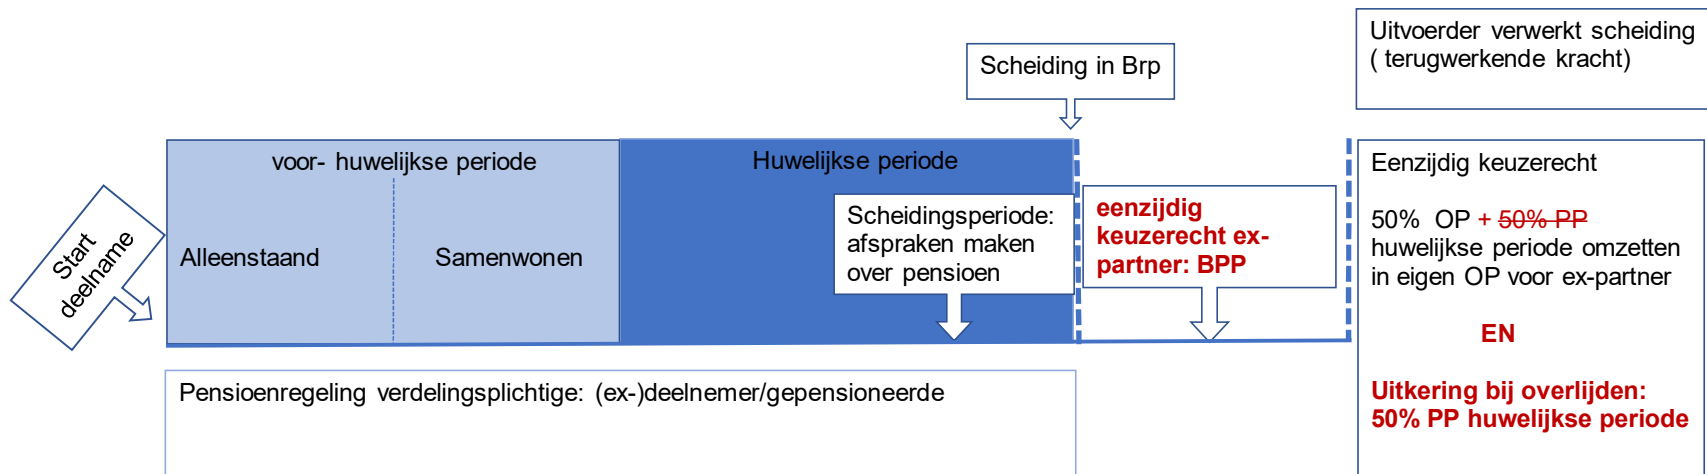 Uitvoerder verwerkt scheiding
( terugwerkende kracht)
Scheiding in Brp
voor- huwelijkse periode
Huwelijkse periode
Start
deelname
Alleenstaand
Samenwonen
Scheidingsperiode:
afspraken maken
over pensioen
eenzijdig
keuzerecht ex-
partner: BPP
Eenzijdig keuzerecht
50% OP + 50% PP
huwelijkse periode omzetten
in eigen OP voor ex-partner
EN
Uitkering bij overlijden:
50% PP huwelijkse periode
Pensioenregeling verdelingsplichtige: (ex-)deelnemer/gepensioneerde